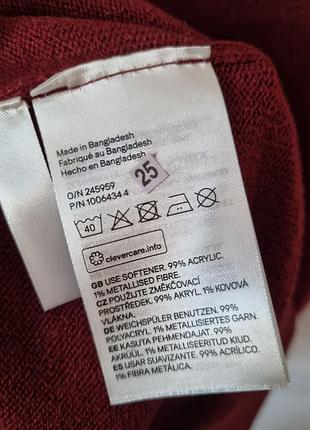 Made in Bangladesh
Fabriqué au Bangladesh
Hecho en Bangladesh
25
O/N 245959
P/N 10064344
40
clevercare.info
GB USE SOFTENER. 99% ACRYLIC.
1% METALLISED FIBRE.
CZ POUŽIJTE ZMĚKČOVACÍ
PROSTŘEDEK. 99% AKRYL, 1% KOVOVÁ
VLÁKNA.
DE WEICHSPÜLER BENUTZEN. 99%
POLYACRYL. 1% METALLISIERTES GARN.
EE KASUTA PEHMENDAJAT. 99%
AKRÜÜL. 1% METALLISEERITUD KIUD.
ES USAR SUAVIZANTE. 99% ACRÍLICO.
1% FIBRA METÁLICA.